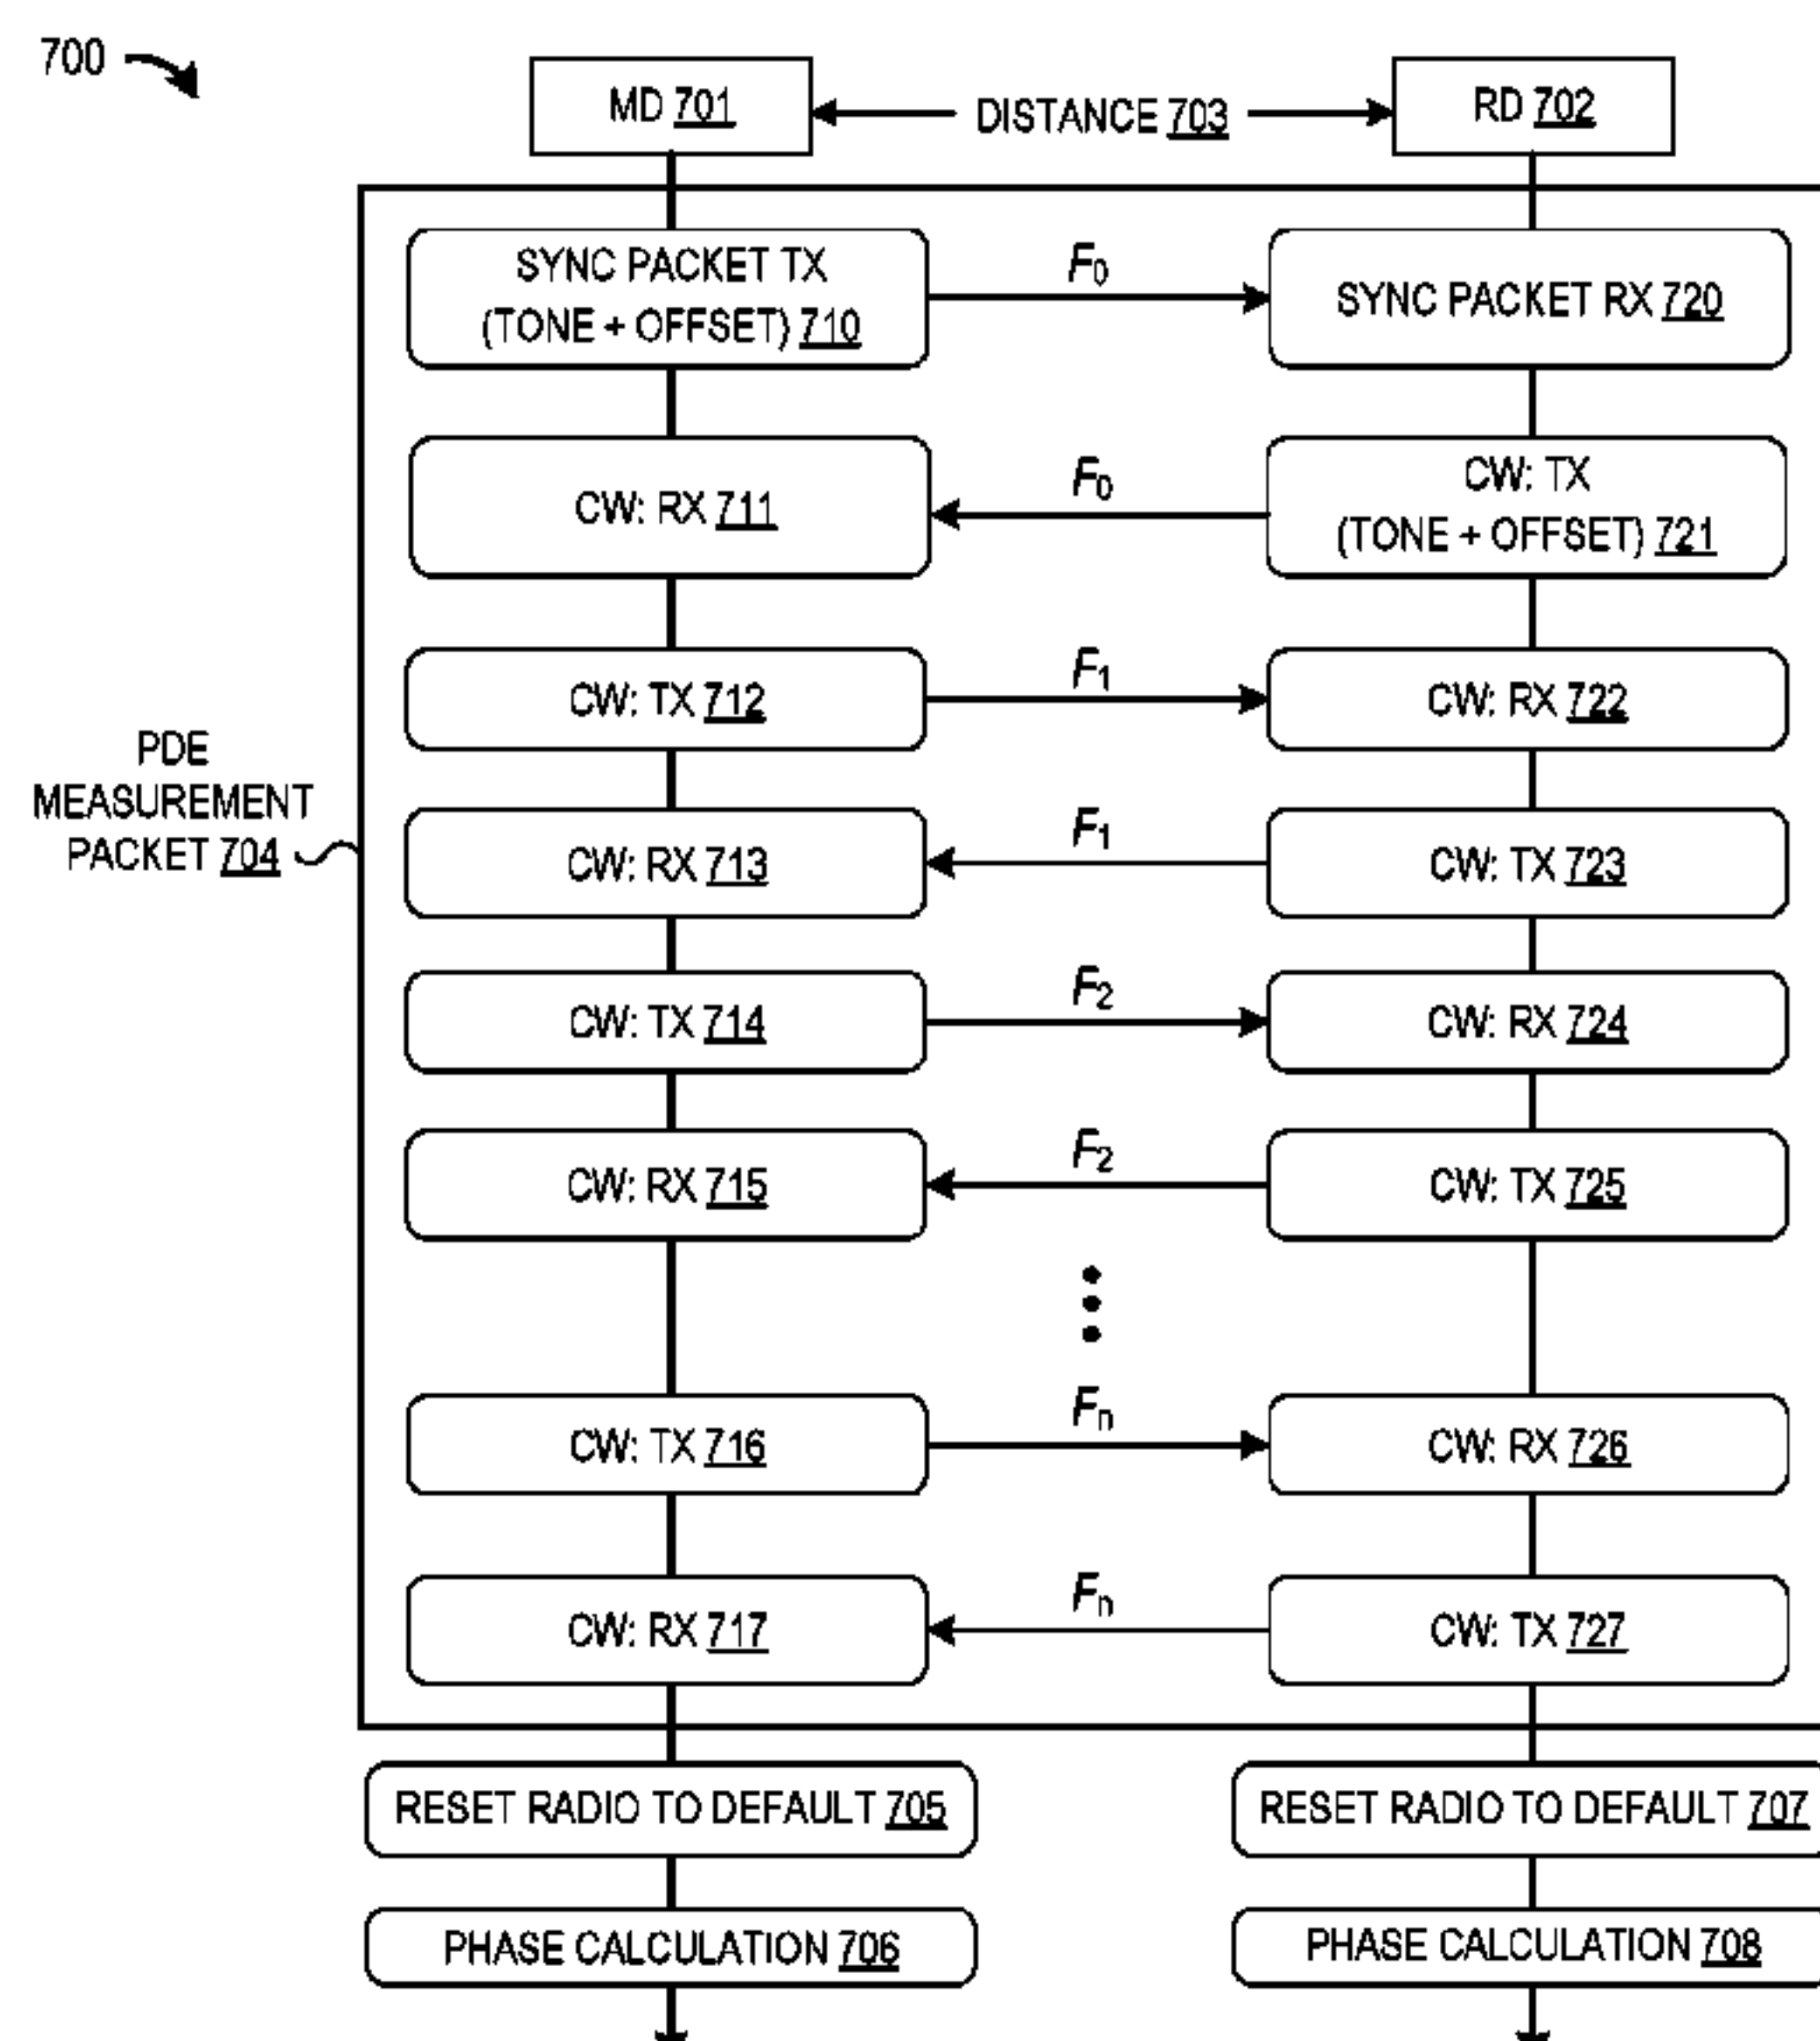 700
MD 701
DISTANCE 703
RD 702
SYNC PACKET TX
(TONE + OFFSET) 710
F0
SYNC PACKET RX 720
CW: RX 711
F0
CW: TX
(TONE + OFFSET) 721
CW: TX 712
F1
CW: RX 722
PDE
MEASUREMENT
PACKET 704
CW: RX 713
F1
CW: TX 723
CW: TX 714
F2
CW: RX 724
CW: RX 715
F2
CW: TX 725
CW: TX 716
Fn
CW: RX 726
CW: RX 717
Fn
CW: TX 727
RESET RADIO TO DEFAULT 705
RESET RADIO TO DEFAULT 707
PHASE CALCULATION 706
PHASE CALCULATION 708